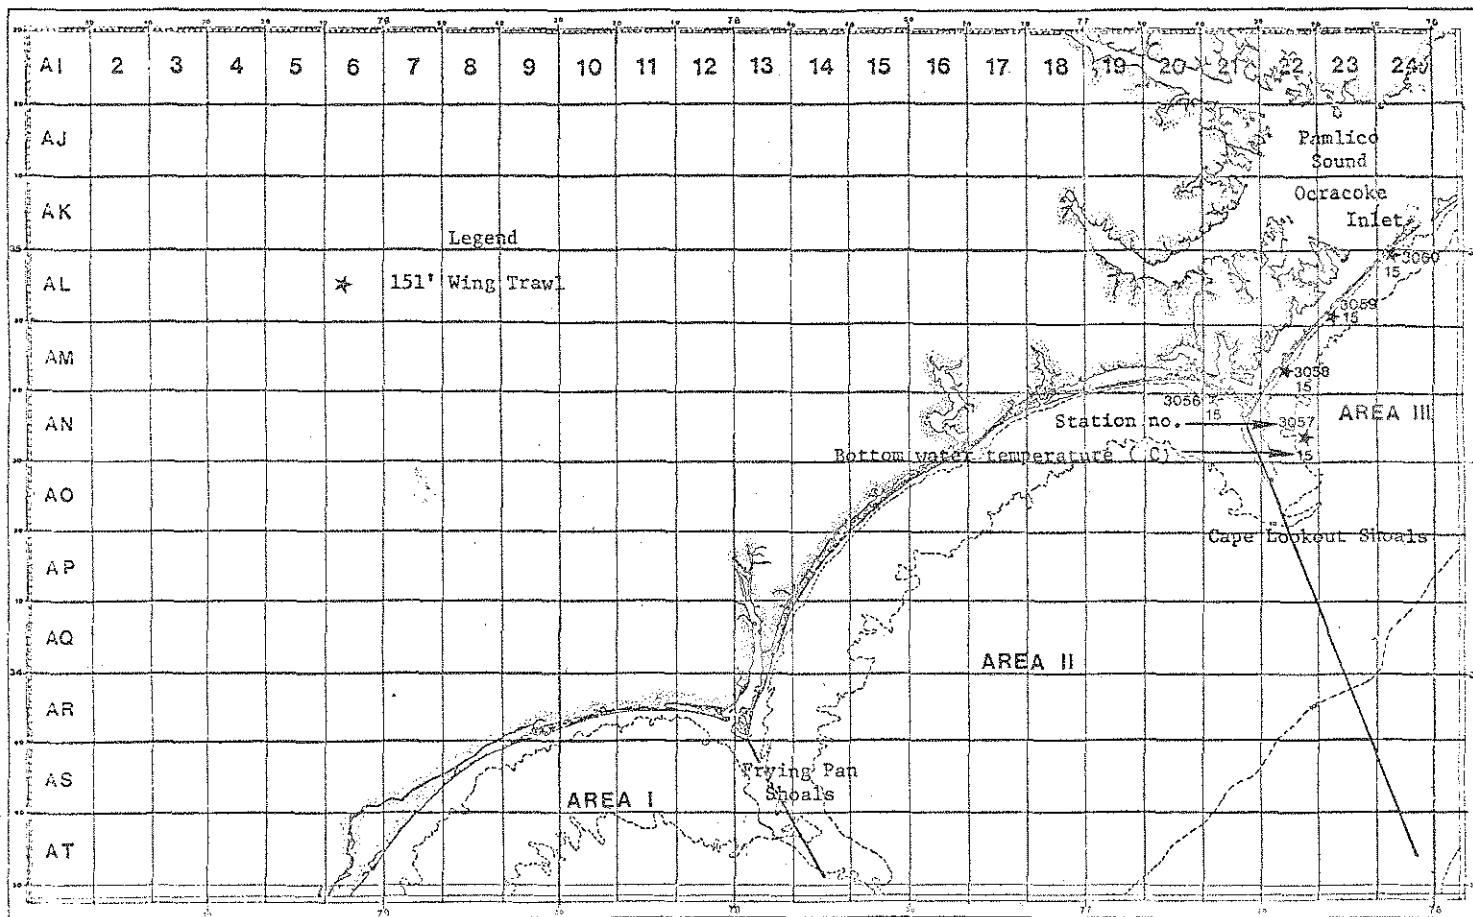 AI 2 3 4 5 6 7 8 9 10 11 12 13 14 15 16 17 18 19 20 21 22 23 24
AJ
Pamlico
Sound
AK
Ocracoke
Inlet
Legend
AL
151' Wing Trawl
3060
15
3059
15
AM
3058
15
AN
3056
15
AREA III
Station no.
3057
Bottom water temperature ( C)
15
AO
Cape Lookout Shoals
AP
AQ
AREA II
AR
AS
Frying Pan
Shoals
AREA I
AT